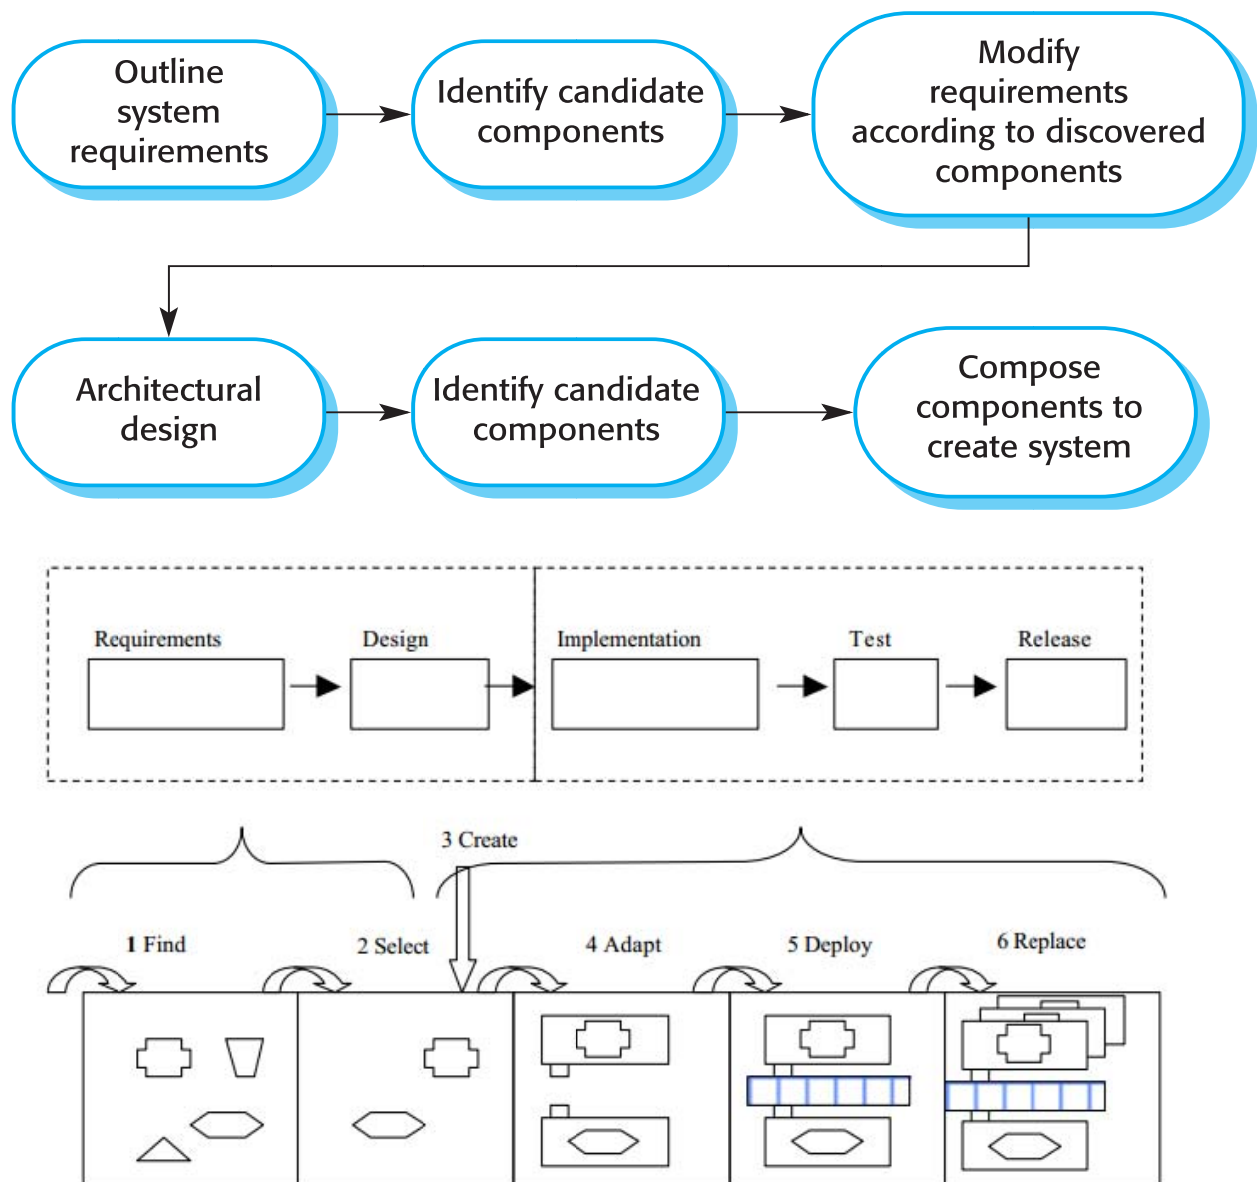 Outline
system
requirements
Identify candidate
components
Modify
requirements
according to discovered
components
Architectural
design
Identify candidate
components
Compose
components to
create system
Requirements
Design
Implementation
Test
Release
3 Create
1 Find
2 Select
4 Adapt
5 Deploy
6 Replace